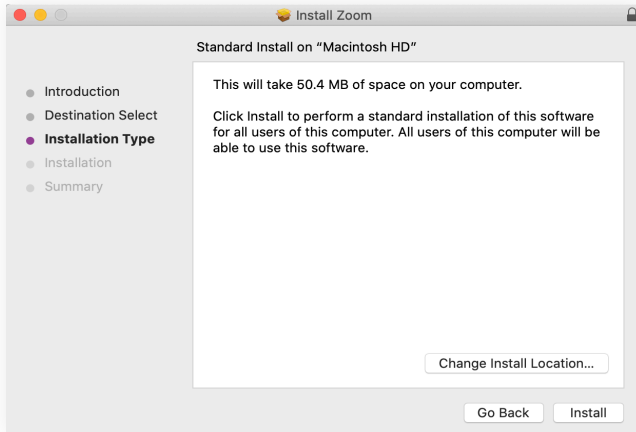 Install Zoom
Standard Install on “Macintosh HD”
Introduction
Destination Select
Installation Type
Installation
Summary
This will take 50.4 MB of space on your computer.
Click Install to perform a standard installation of this software
for all users of this computer. All users of this computer will be
able to use this software.
Change Install Location...
Go Back
Install